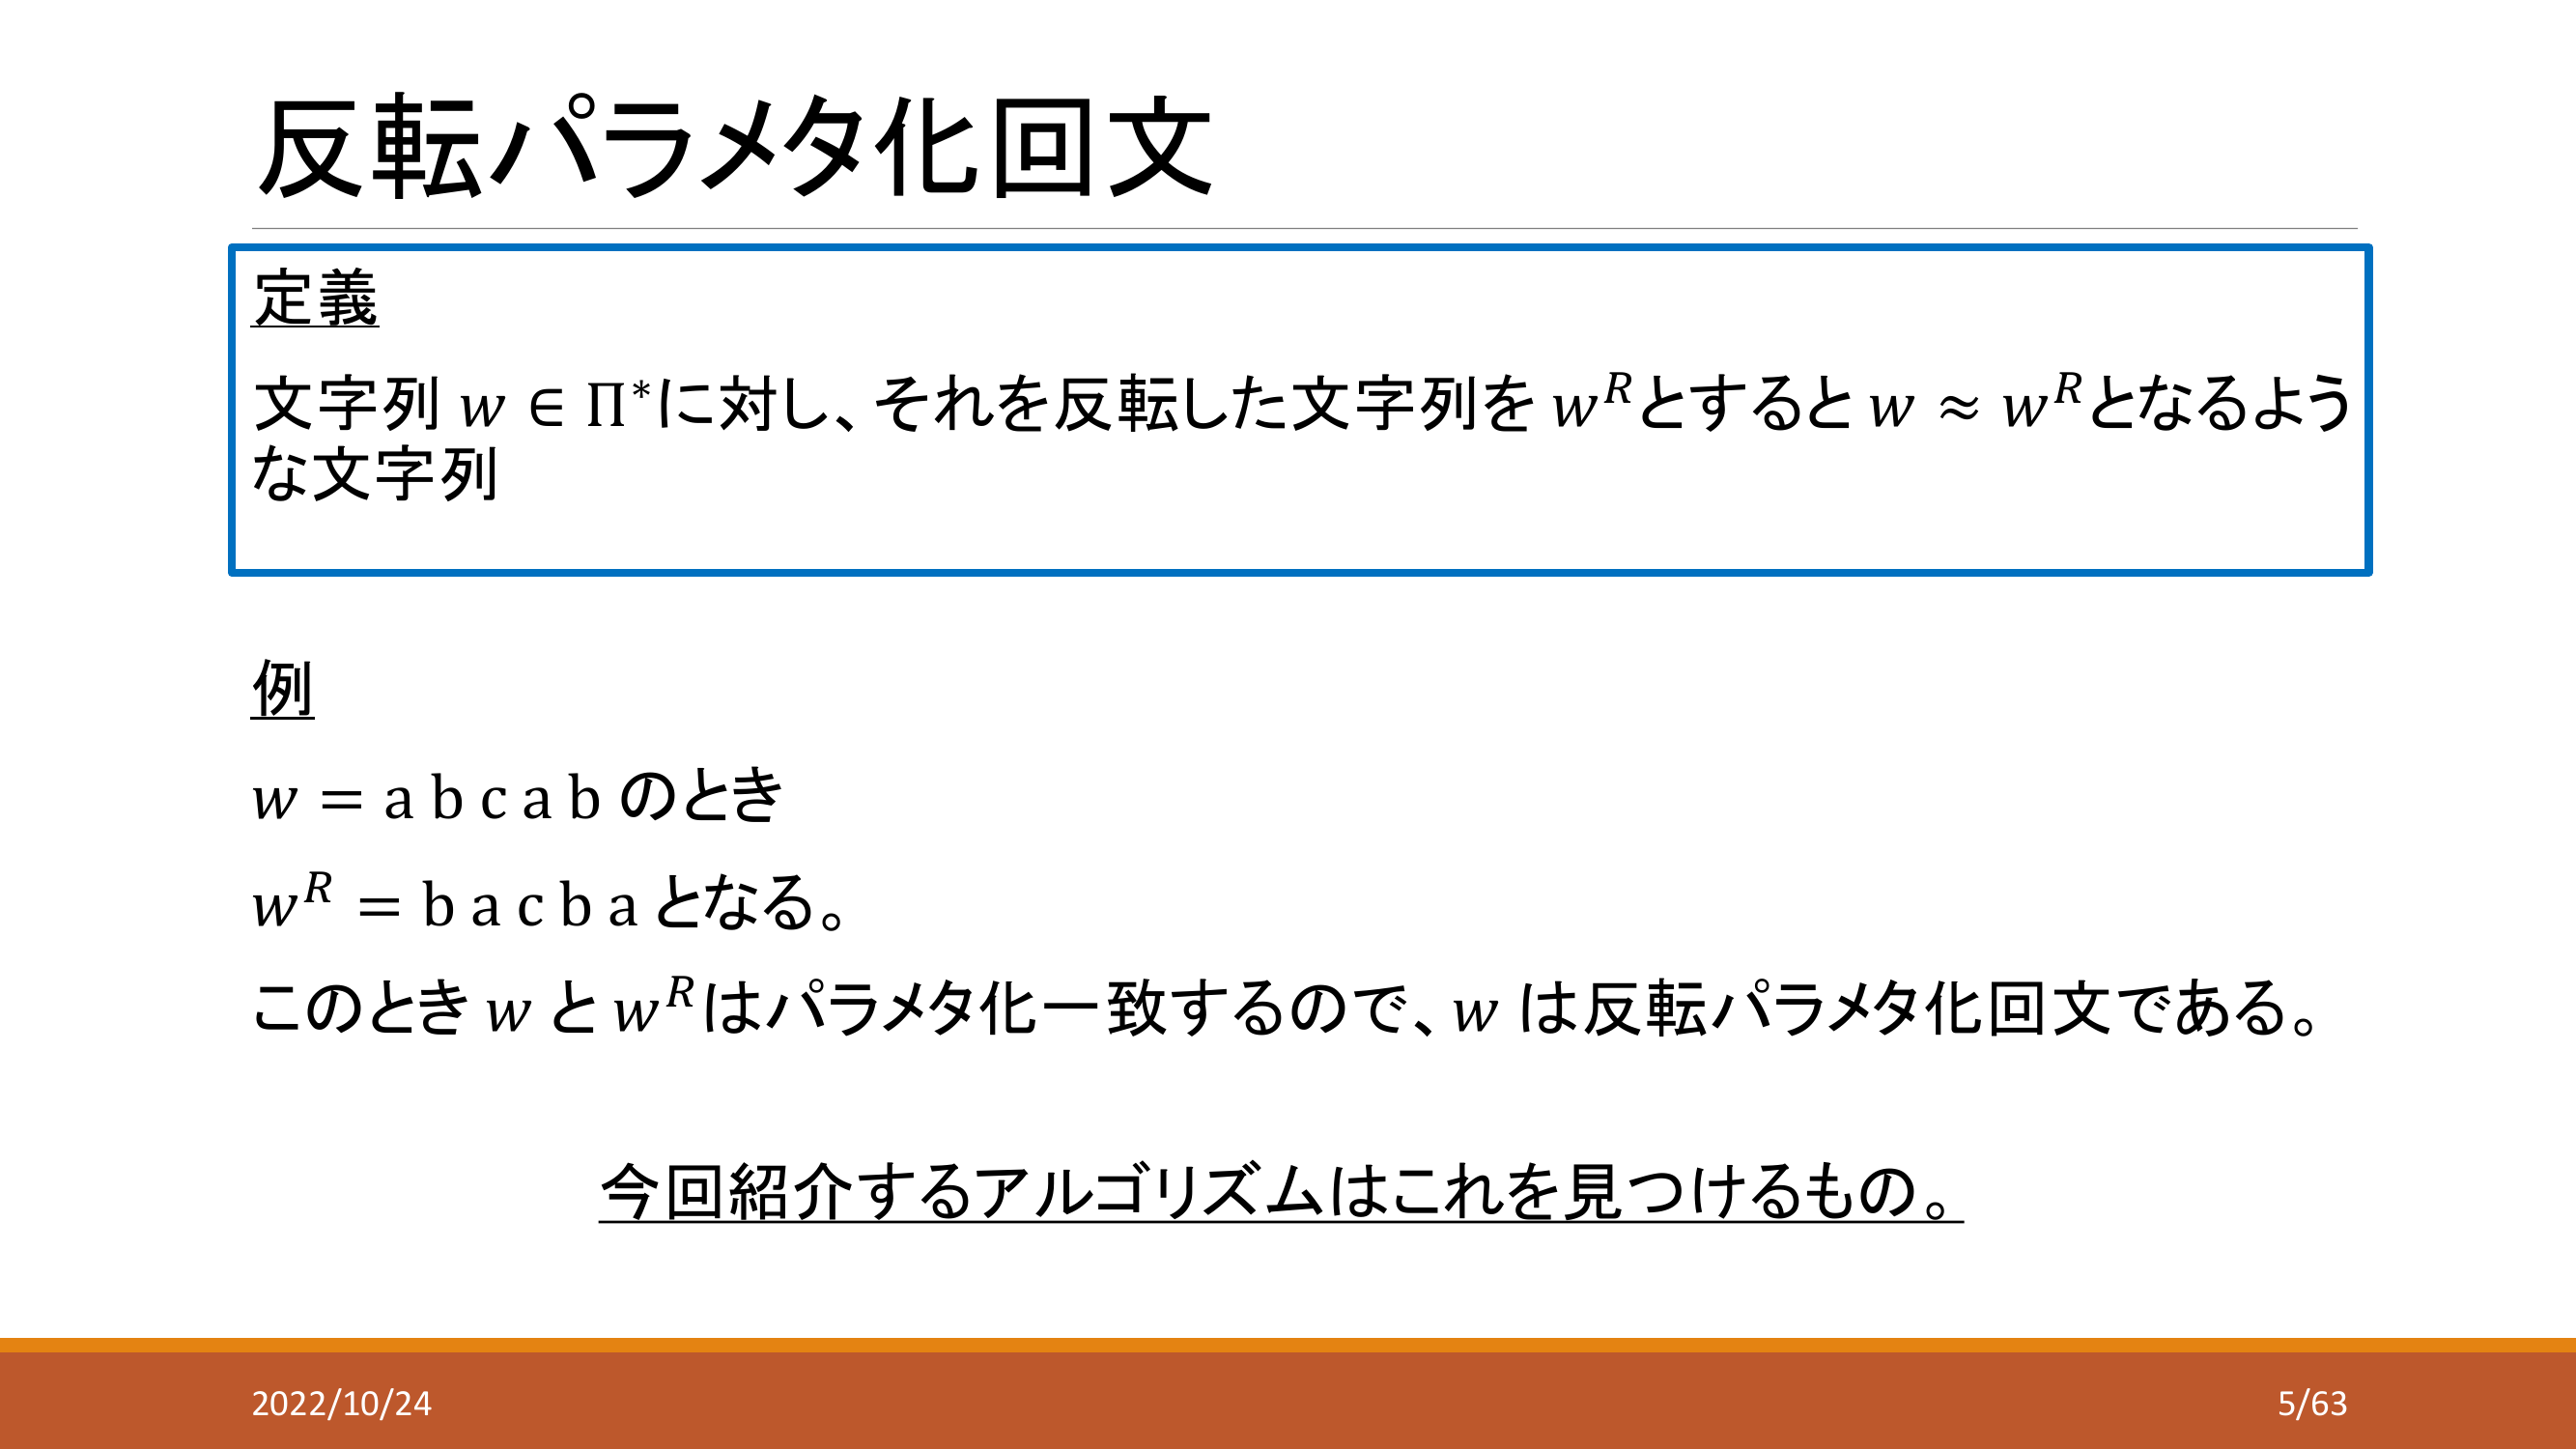 反転パラメタ化回文
定義
文字列 w ∈ Π*に対し、それを反転した文字列を wᴿとすると w ≈ wᴿとなるよう
な文字列
例
w = a b c a b のとき
wᴿ = b a c b a となる。
このとき w と wᴿはパラメタ化一致するので、w は反転パラメタ化回文である。
今回紹介するアルゴリズムはこれを見つけるもの。
2022/10/24
5/63